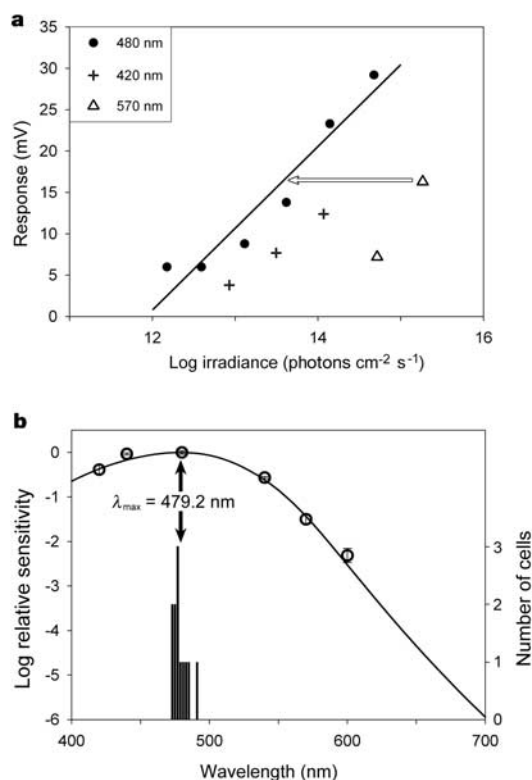 a
480 nm
420 nm
570 nm
35
30
25
20
15
10
5
0
Response (mV)
12
14
16
Log irradiance (photons cm⁻² s⁻¹)
b
0
-1
-2
-3
-4
-5
-6
Log relative sensitivity
λmax = 479.2 nm
3
2
1
0
Number of cells
400
500
600
700
Wavelength (nm)